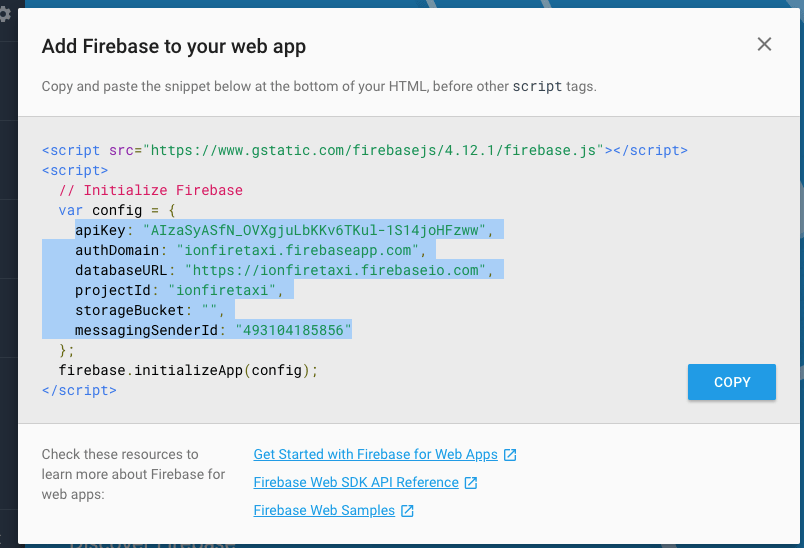 Add Firebase to your web app
Copy and paste the snippet below at the bottom of your HTML, before other script tags.
<script src="https://www.gstatic.com/firebasejs/4.12.1/firebase.js"></script>
<script>
  // Initialize Firebase
  var config = {
    apiKey: "AIzaSyASfN_OVXgjuLbKKv6TKul-1S14joHFzww",
    authDomain: "ionfiretaxi.firebaseapp.com",
    databaseURL: "https://ionfiretaxi.firebaseio.com",
    projectId: "ionfiretaxi",
    storageBucket: "",
    messagingSenderId: "493104185856"
  };
  firebase.initializeApp(config);
</script>
COPY
Check these resources to
learn more about Firebase for
web apps:
Get Started with Firebase for Web Apps
Firebase Web SDK API Reference
Firebase Web Samples
Discover Firebase